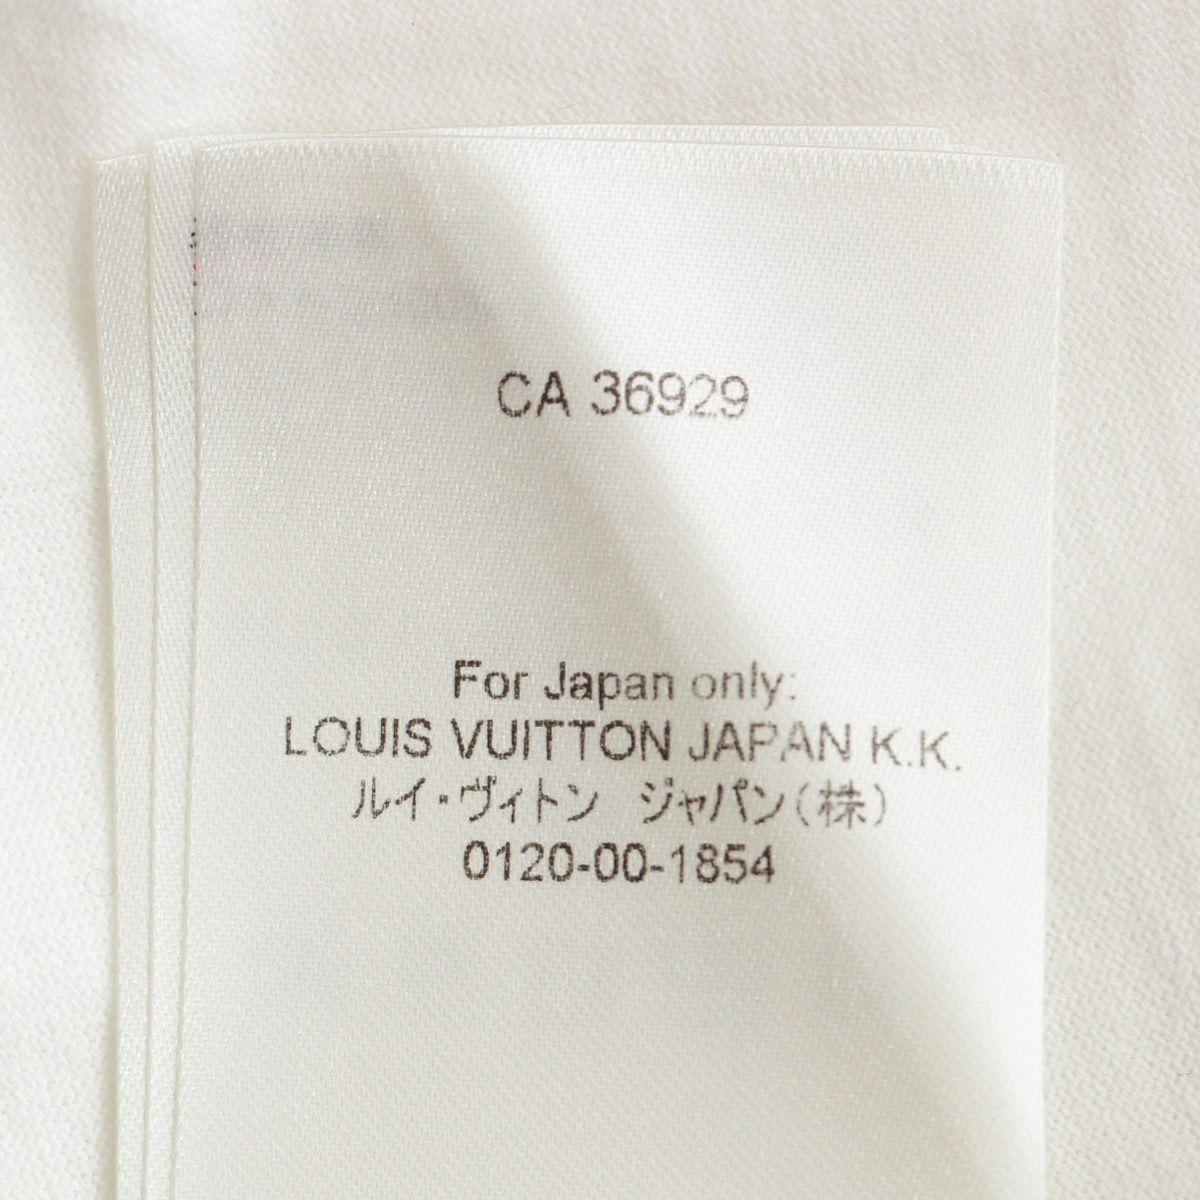 CA 36929
For Japan only:
LOUIS VUITTON JAPAN K.K.
ルイ・ヴィトン ジャパン(株)
0120-00-1854